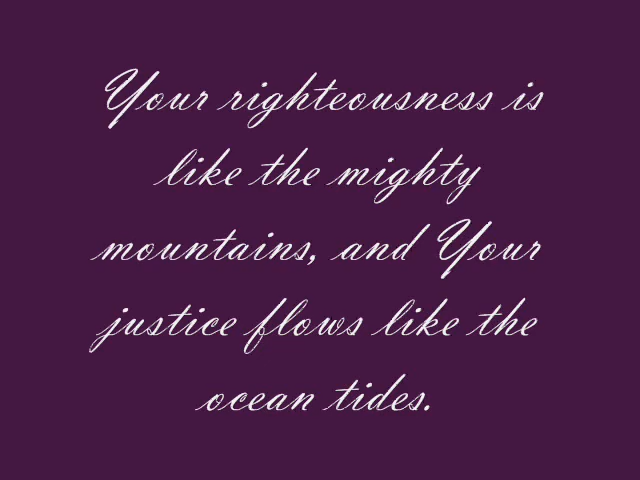 Your righteousness is
like the mighty
mountains, and Your
justice flows like the
ocean tides.